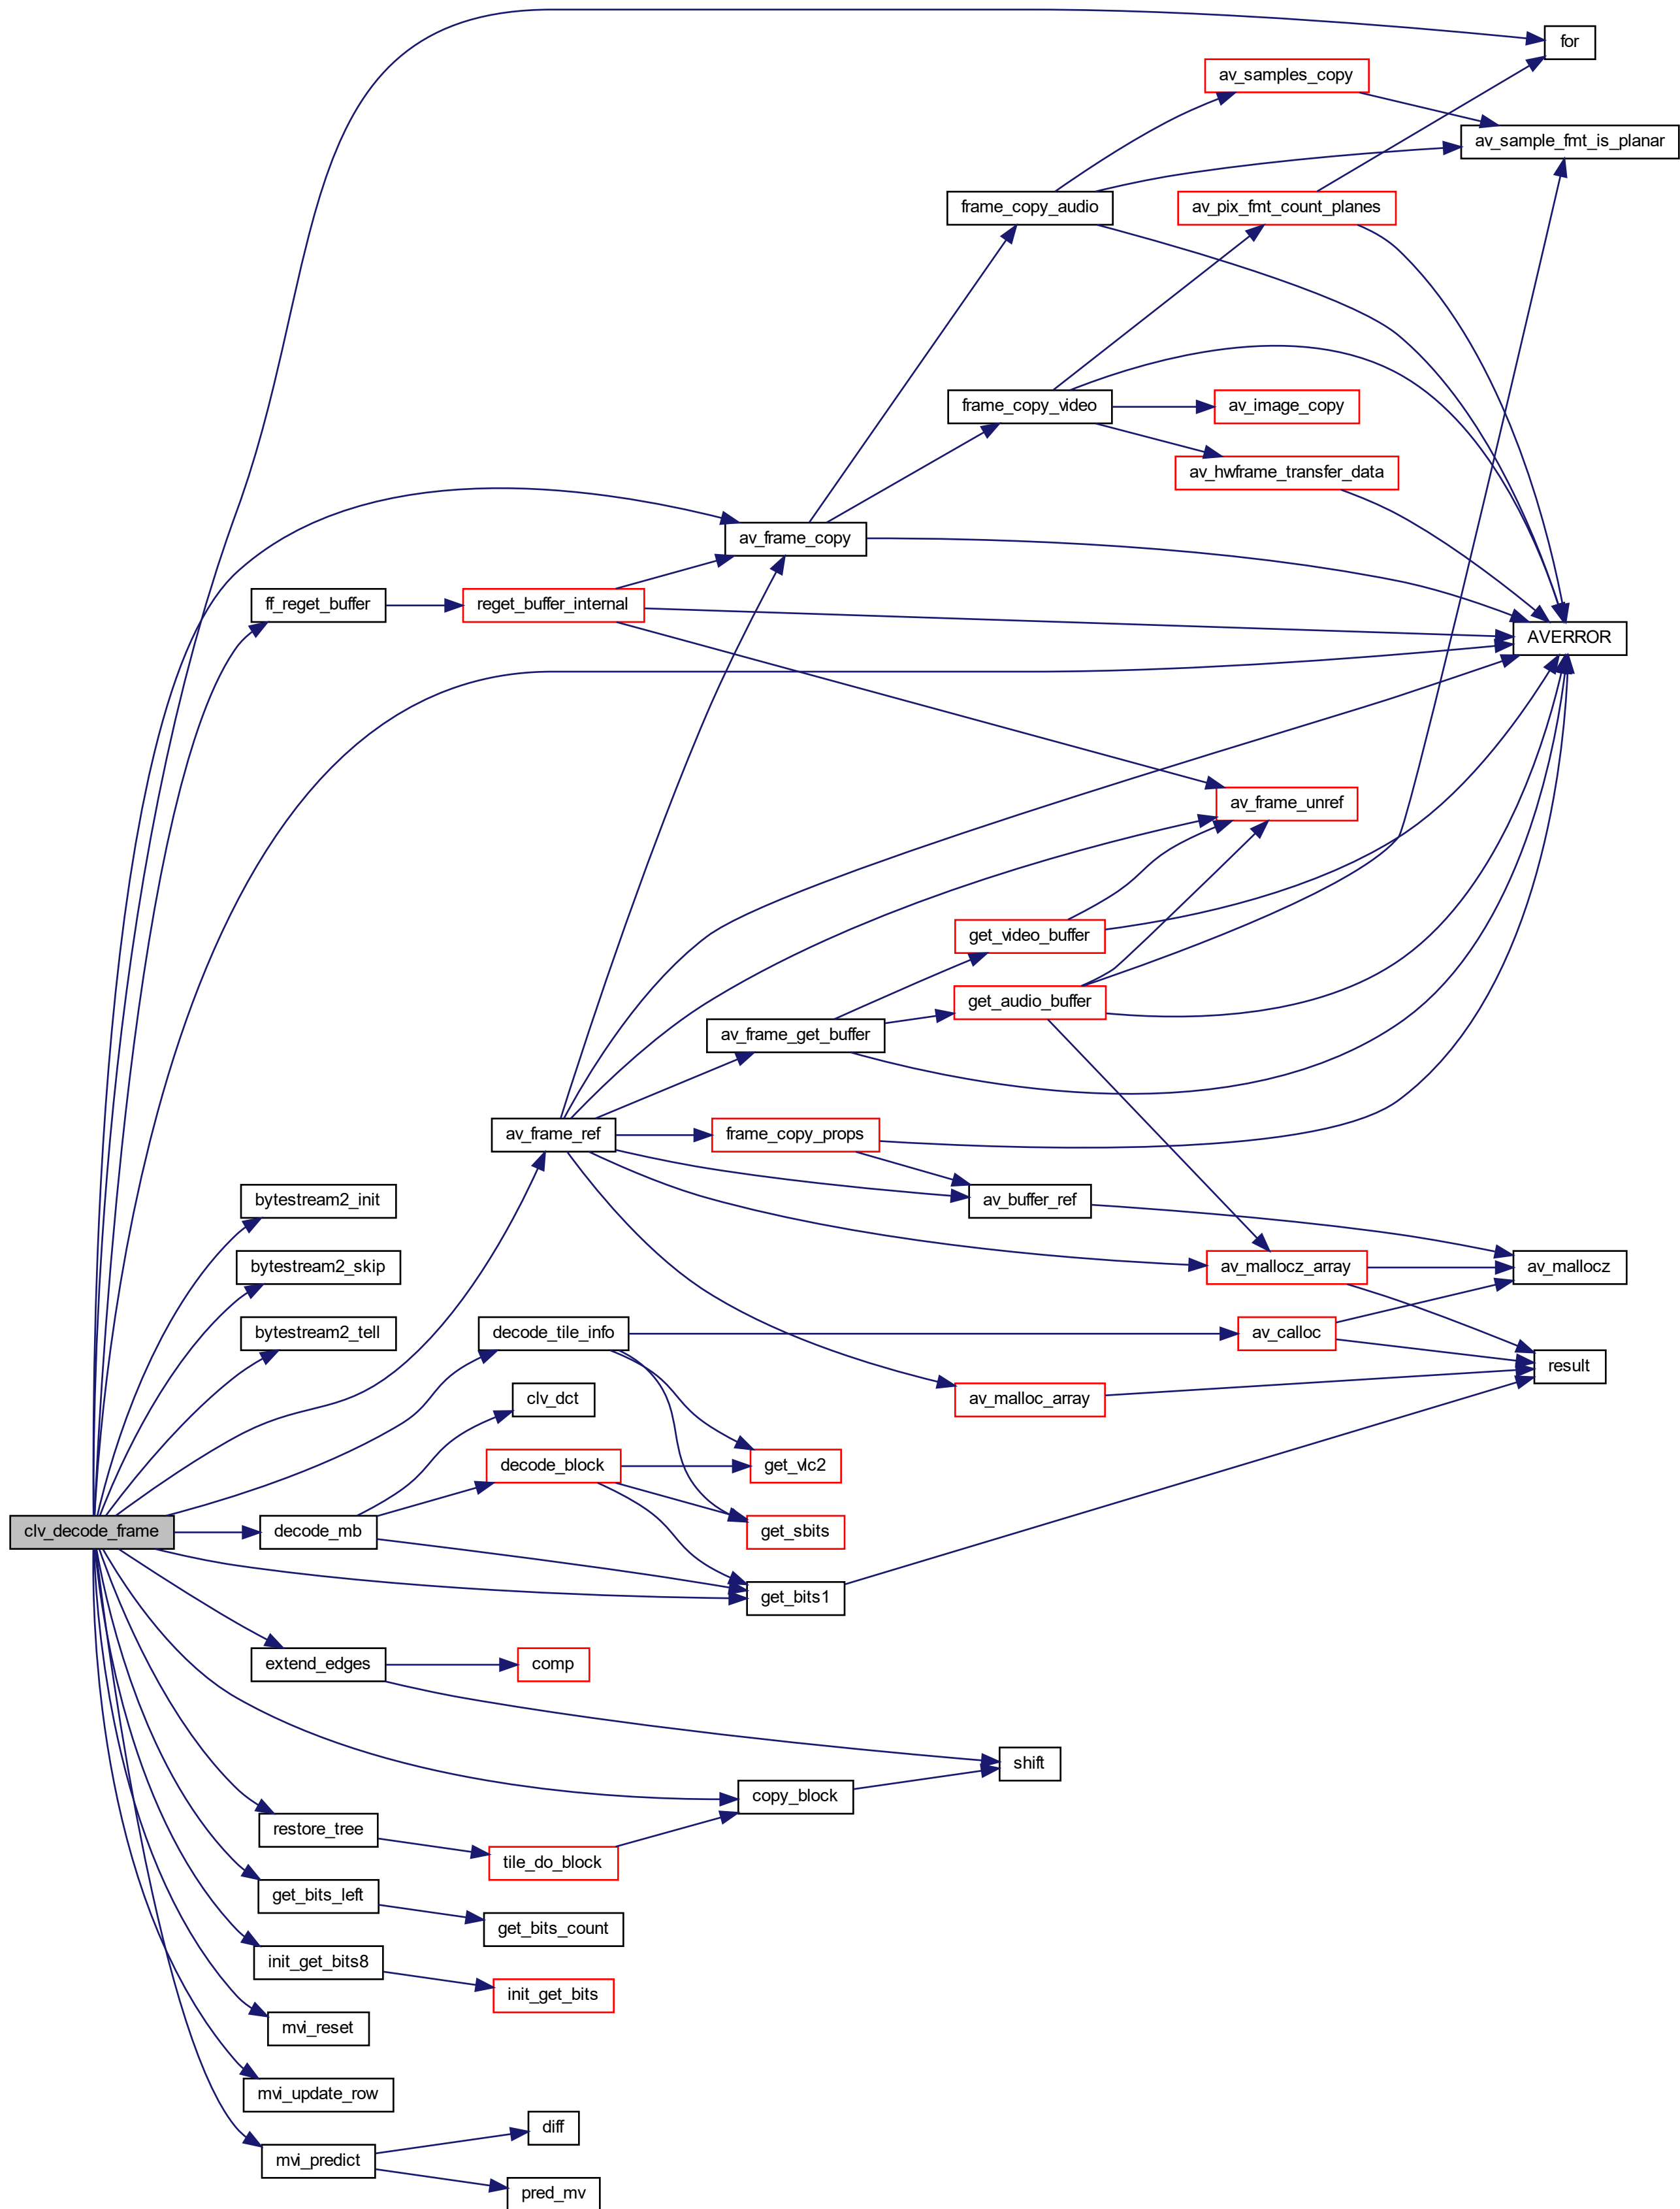 for
av_samples_copy
av_sample_fmt_is_planar
frame_copy_audio
av_pix_fmt_count_planes
frame_copy_video
av_image_copy
av_hwframe_transfer_data
av_frame_copy
ff_reget_buffer
reget_buffer_internal
AVERROR
av_frame_unref
get_video_buffer
get_audio_buffer
av_frame_get_buffer
av_frame_ref
frame_copy_props
bytestream2_init
av_buffer_ref
bytestream2_skip
av_mallocz_array
av_mallocz
bytestream2_tell
decode_tile_info
av_calloc
result
clv_dct
av_malloc_array
decode_block
get_vlc2
clv_decode_frame
decode_mb
get_sbits
get_bits1
extend_edges
comp
shift
copy_block
restore_tree
tile_do_block
get_bits_left
get_bits_count
init_get_bits8
init_get_bits
mvi_reset
mvi_update_row
diff
mvi_predict
pred_mv